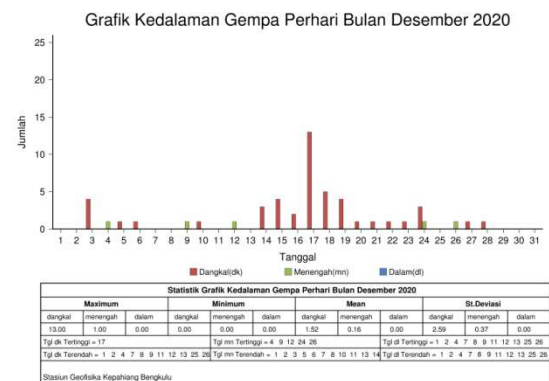 Grafik Kedalaman Gempa Perhari Bulan Desember 2020
25
20
15
10
5
0
Jumlah
1 2 3 4 5 6 7 8 9 10 11 12 13 14 15 16 17 18 19 20 21 22 23 24 25 26 27 28 29 30 31
Tanggal
Dangkal(dk) Menengah(mn) Dalam(dl)
Statistik Grafik Kedalaman Gempa Perhari Bulan Desember 2020
Maximum Minimum Mean St.Deviasi
dangkal menengah dalam dangkal menengah dalam dangkal menengah dalam dangkal menengah dalam
13.00 1.00 0.00 0.00 0.00 0.00 1.52 0.16 0.00 2.59 0.37 0.00
Tgl dk Tertinggi = 17 Tgl mn Tertinggi = 4 9 12 24 26 Tgl dl Tertinggi = 1 2 4 7 8 9 11 12 13 25 26
Tgl dk Terendah = 1 2 4 7 8 9 11 12 13 25 26 Tgl mn Terendah = 1 2 3 5 6 7 8 10 11 13 14 Tgl dl Terendah = 1 2 4 7 8 9 11 12 13 25 26
Stasiun Geofisika Kepahiang Bengkulu